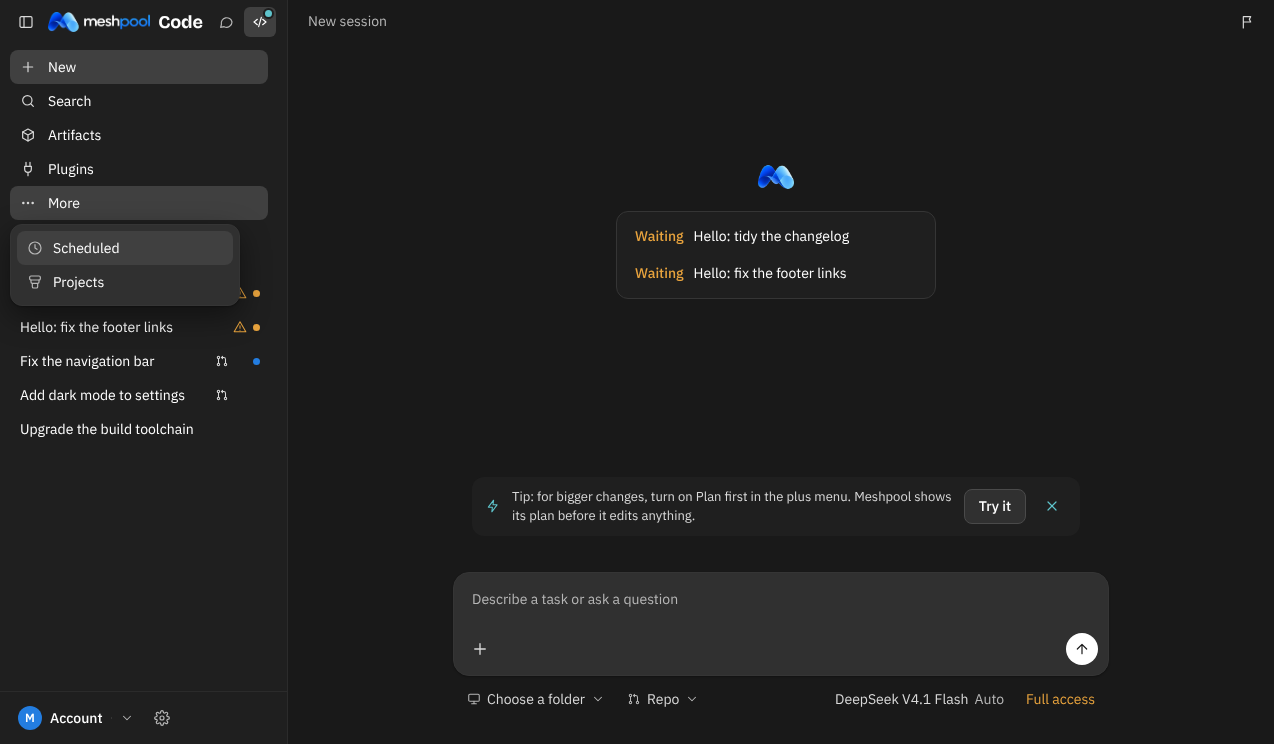 meshpool Code
New session
New
Search
Artifacts
Plugins
More
Scheduled
Projects
Hello: fix the footer links
Fix the navigation bar
Add dark mode to settings
Upgrade the build toolchain
M Account
Waiting Hello: tidy the changelog
Waiting Hello: fix the footer links
Tip: for bigger changes, turn on Plan first in the plus menu. Meshpool shows
its plan before it edits anything.
Try it
Describe a task or ask a question
Choose a folder
Repo
DeepSeek V4.1 Flash Auto
Full access